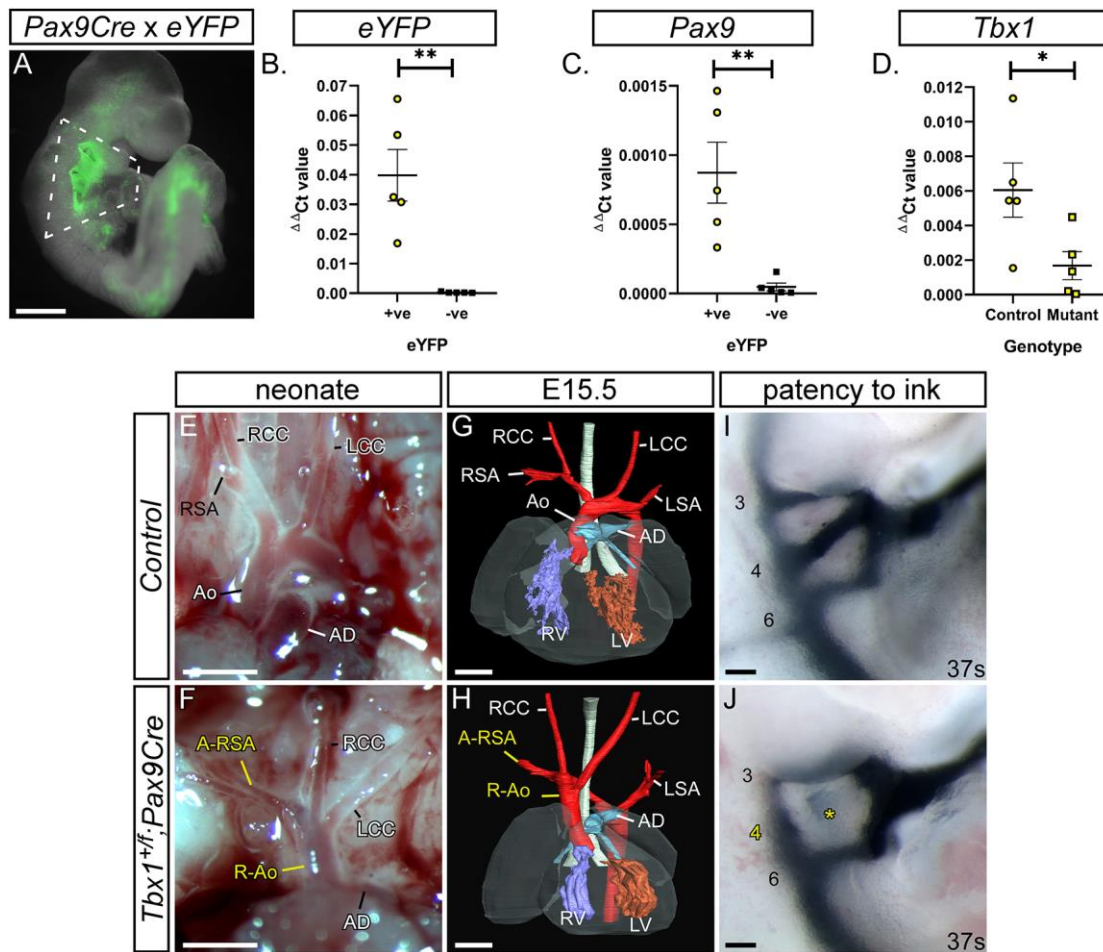 Pax9Cre x eYFP
A
B.
eYFP
**
0.07
0.06
0.05
0.04
0.03
0.02
0.01
0.00
ΔΔCt value
+ve
-ve
eYFP
C.
Pax9
**
0.0015
0.0010
0.0005
0.0000
ΔΔCt value
+ve
-ve
eYFP
D.
Tbx1
*
0.012
0.010
0.008
0.006
0.004
0.002
0.000
ΔΔCt value
Control Mutant
Genotype
neonate
E15.5
patency to ink
Control
E
RCC
LCC
RSA
Ao
AD
G
RCC
LCC
RSA
LSA
Ao
AD
RV
LV
I
3
4
6
37s
Tbx1+/f;Pax9Cre
F
A-RSA
RCC
LCC
R-Ao
AD
H
RCC
LCC
A-RSA
R-Ao
LSA
AD
RV
LV
J
3
4
*
6
37s